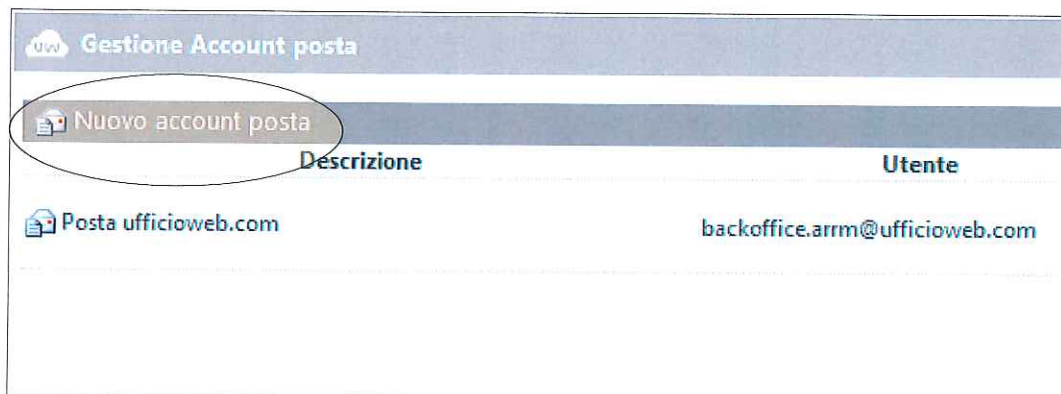 uw Gestione Account posta
Nuovo account posta
Descrizione Utente
Posta ufficioweb.com backoffice.arrm@ufficioweb.com